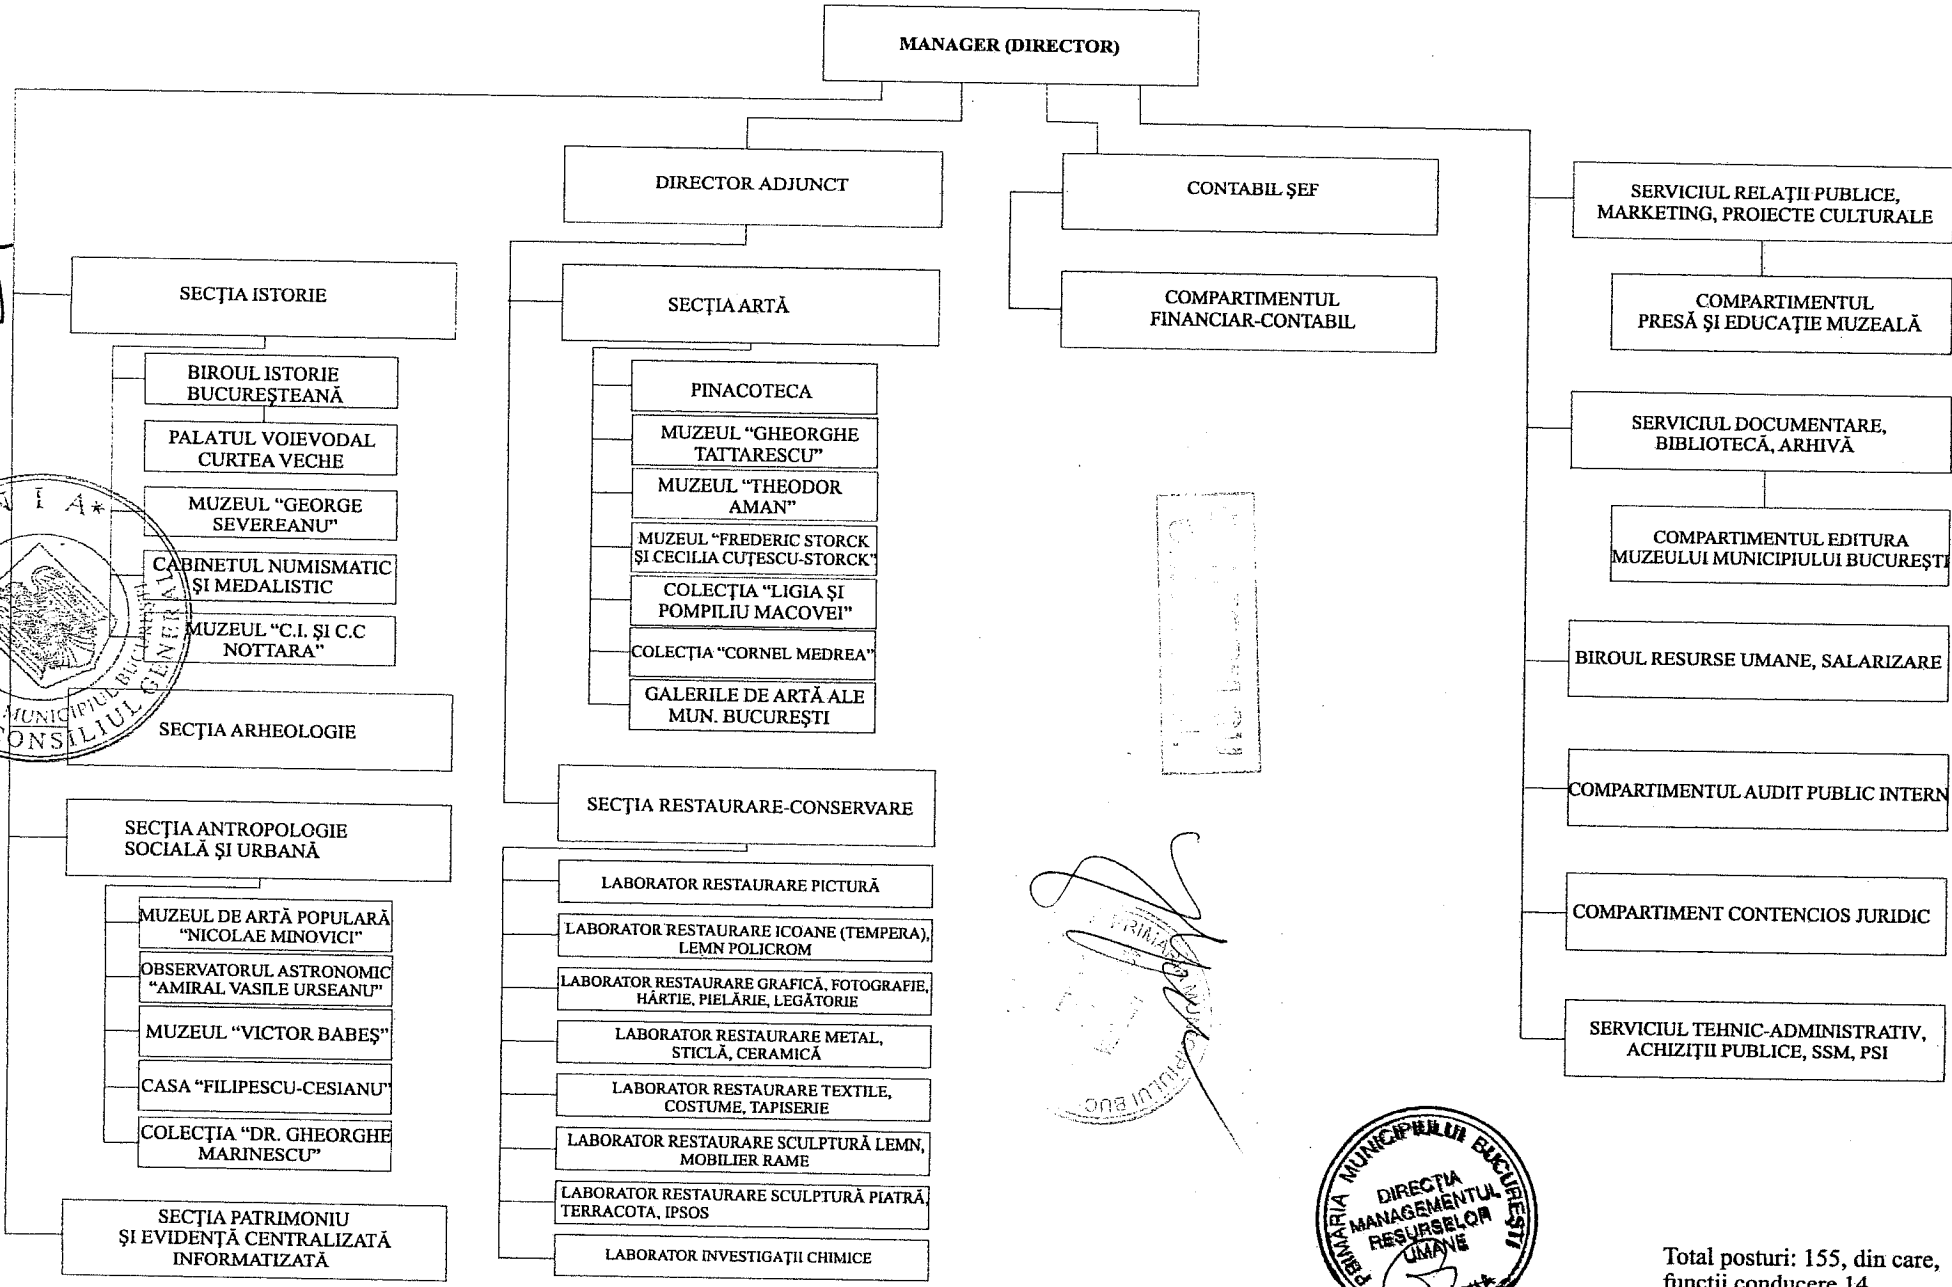 MANAGER (DIRECTOR)
DIRECTOR ADJUNCT
CONTABIL ŞEF
SERVICIUL RELAŢII PUBLICE,
MARKETING, PROIECTE CULTURALE
COMPARTIMENTUL
PRESĂ ŞI EDUCAŢIE MUZEALĂ
COMPARTIMENTUL
FINANCIAR-CONTABIL
SECŢIA ISTORIE
BIROUL ISTORIE
BUCUREŞTEANĂ
PALATUL VOIEVODAL
CURTEA VECHE
MUZEUL “GEORGE
SEVEREANU”
CABINETUL NUMISMATIC
ŞI MEDALISTIC
MUZEUL “C.I. ŞI C.C
NOTTARA”
SECŢIA ARHEOLOGIE
SECŢIA ANTROPOLOGIE
SOCIALĂ ŞI URBANĂ
MUZEUL DE ARTĂ POPULARĂ
“NICOLAE MINOVICI”
OBSERVATORUL ASTRONOMIC
“AMIRAL VASILE URSEANU”
MUZEUL “VICTOR BABEŞ”
CASA “FILIPESCU-CESIANU”
COLECŢIA “DR. GHEORGHE
MARINESCU”
SECŢIA PATRIMONIU
ŞI EVIDENŢĂ CENTRALIZATĂ
INFORMATIZATĂ
SECŢIA ARTĂ
PINACOTECA
MUZEUL “GHEORGHE
TATTARESCU”
MUZEUL “THEODOR
AMAN”
MUZEUL “FREDERIC STORCK
ŞI CECILIA CUŢESCU-STORCK”
COLECŢIA “LIGIA ŞI
POMPILIU MACOVEI”
COLECŢIA “CORNEL MEDREA”
GALERILE DE ARTĂ ALE
MUN. BUCUREŞTI
SECŢIA RESTAURARE-CONSERVARE
LABORATOR RESTAURARE PICTURĂ
LABORATOR RESTAURARE ICOANE (TEMPERA),
LEMN POLICROM
LABORATOR RESTAURARE GRAFICĂ, FOTOGRAFIE,
HÂRTIE, PIELĂRIE, LEGĂTORIE
LABORATOR RESTAURARE METAL,
STICLĂ, CERAMICĂ
LABORATOR RESTAURARE TEXTILE,
COSTUME, TAPISERIE
LABORATOR RESTAURARE SCULPTURĂ LEMN,
MOBILIER RAME
LABORATOR RESTAURARE SCULPTURĂ PIATRĂ,
TERRACOTA, IPSOS
LABORATOR INVESTIGAŢII CHIMICE
SERVICIUL DOCUMENTARE,
BIBLIOTECĂ, ARHIVĂ
COMPARTIMENTUL EDITURA
MUZEULUI MUNICIPIULUI BUCUREŞTI
BIROUL RESURSE UMANE, SALARIZARE
COMPARTIMENTUL AUDIT PUBLIC INTERN
COMPARTIMENT CONTENCIOS JURIDIC
SERVICIUL TEHNIC-ADMINISTRATIV,
ACHIZIŢII PUBLICE, SSM, PSI
MUNICIPIUL
CONSILIUL GENERAL
PRIMĂRIA MUNICIPIULUI BUC
PRIMĂRIA MUNICIPIULUI BUCUREŞTI
DIRECŢIA
MANAGEMENTUL
RESURSELOR
UMANE
Total posturi: 155, din care,
funcţii conducere 14